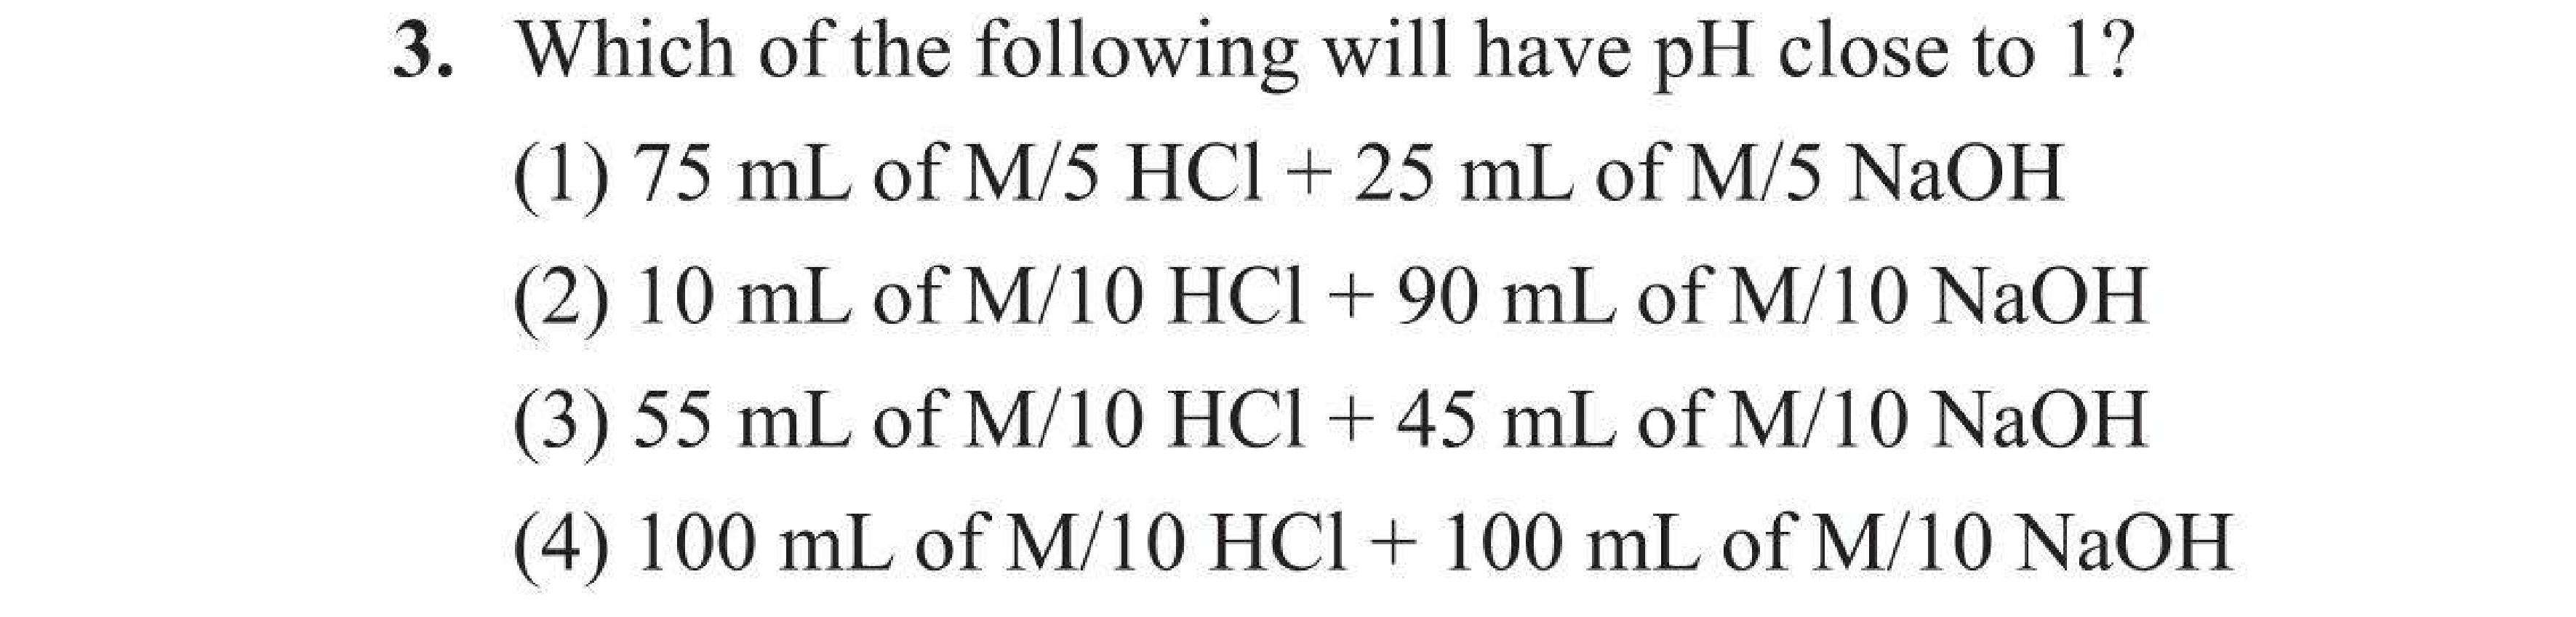 3. Which of the following will have pH close to 1?
(1) 75 mL of M/5 HCl + 25 mL of M/5 NaOH
(2) 10 mL of M/10 HCl + 90 mL of M/10 NaOH
(3) 55 mL of M/10 HCl + 45 mL of M/10 NaOH
(4) 100 mL of M/10 HCl + 100 mL of M/10 NaOH